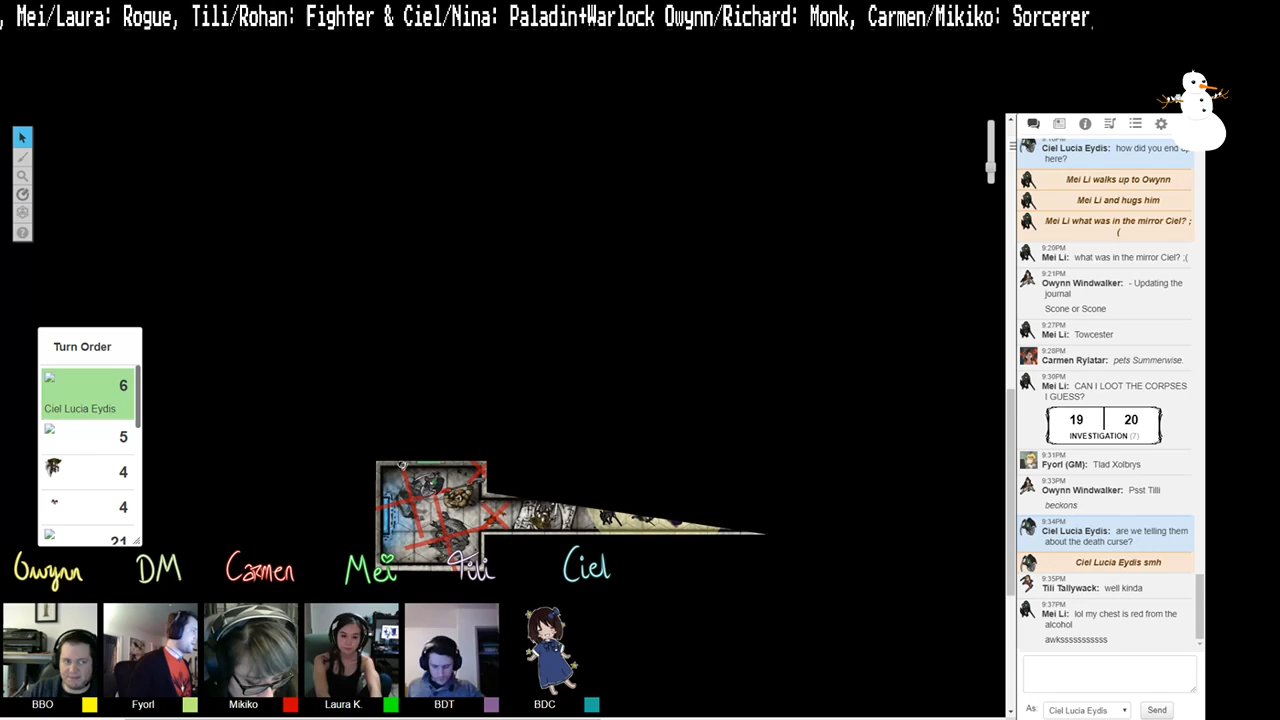 , Mei/Laura: Rogue, Tili/Rohan: Fighter & Ciel/Nina: Paladin+Warlock Owynn/Richard: Monk, Carmen/Mikiko: Sorcerer,
Ciel Lucia Eydis: how did you end up
here?
Mei Li walks up to Owynn
Mei Li and hugs him
Mei Li what was in the mirror Ciel? ;
(
9:20PM
Mei Li: what was in the mirror Ciel? ;(
9:21PM
Owynn Windwalker: - Updating the
journal
Scone or Scone
9:27PM
Mei Li: Towcester
9:28PM
Carmen Rylatar: pets Summerwise.
9:30PM
Mei Li: CAN I LOOT THE CORPSES
I GUESS?
19 20
INVESTIGATION (7)
9:31PM
Fyorl (GM): Tlad Xolbrys
9:33PM
Owynn Windwalker: Psst Tilli
beckons
9:34PM
Ciel Lucia Eydis: are we telling them
about the death curse?
Ciel Lucia Eydis smh
9:35PM
Tili Tallywack: well kinda
9:37PM
Mei Li: lol my chest is red from the
alcohol
awkssssssssssss
As: Ciel Lucia Eydis Send
Turn Order
6
Ciel Lucia Eydis
5
4
4
21
Owynn DM Carmen Mei Tili Ciel
BBO Fyorl Mikiko Laura K. BDT BDC